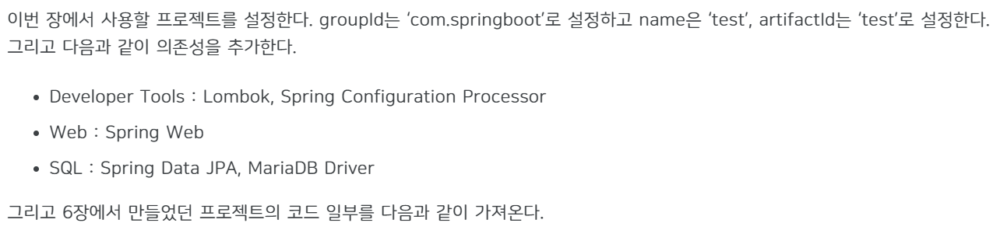 이번 장에서 사용할 프로젝트를 설정한다. groupId는 ‘com.springboot’로 설정하고 name은 ‘test’, artifactId는 ‘test’로 설정한다.
그리고 다음과 같이 의존성을 추가한다.
• Developer Tools : Lombok, Spring Configuration Processor
• Web : Spring Web
• SQL : Spring Data JPA, MariaDB Driver
그리고 6장에서 만들었던 프로젝트의 코드 일부를 다음과 같이 가져온다.